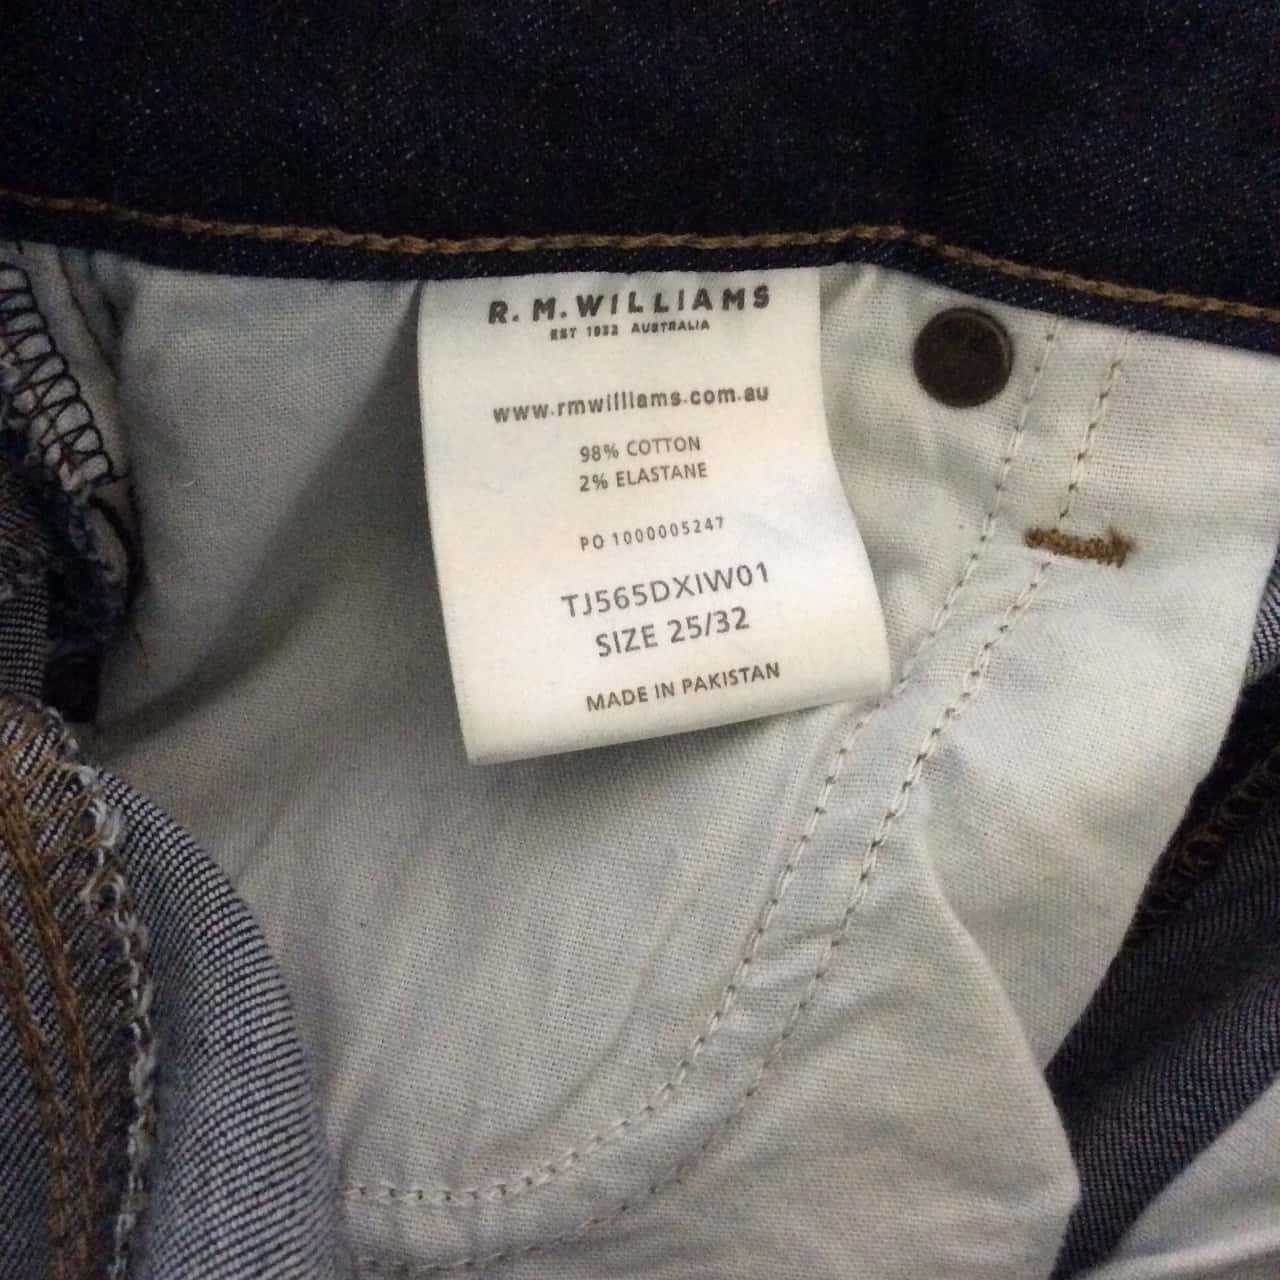 R.M.WILLIAMS
EST 1932 AUSTRALIA
www.rmwilliams.com.au
98% COTTON
2% ELASTANE
PO 1000005247
TJ565DXIW01
SIZE 25/32
MADE IN PAKISTAN